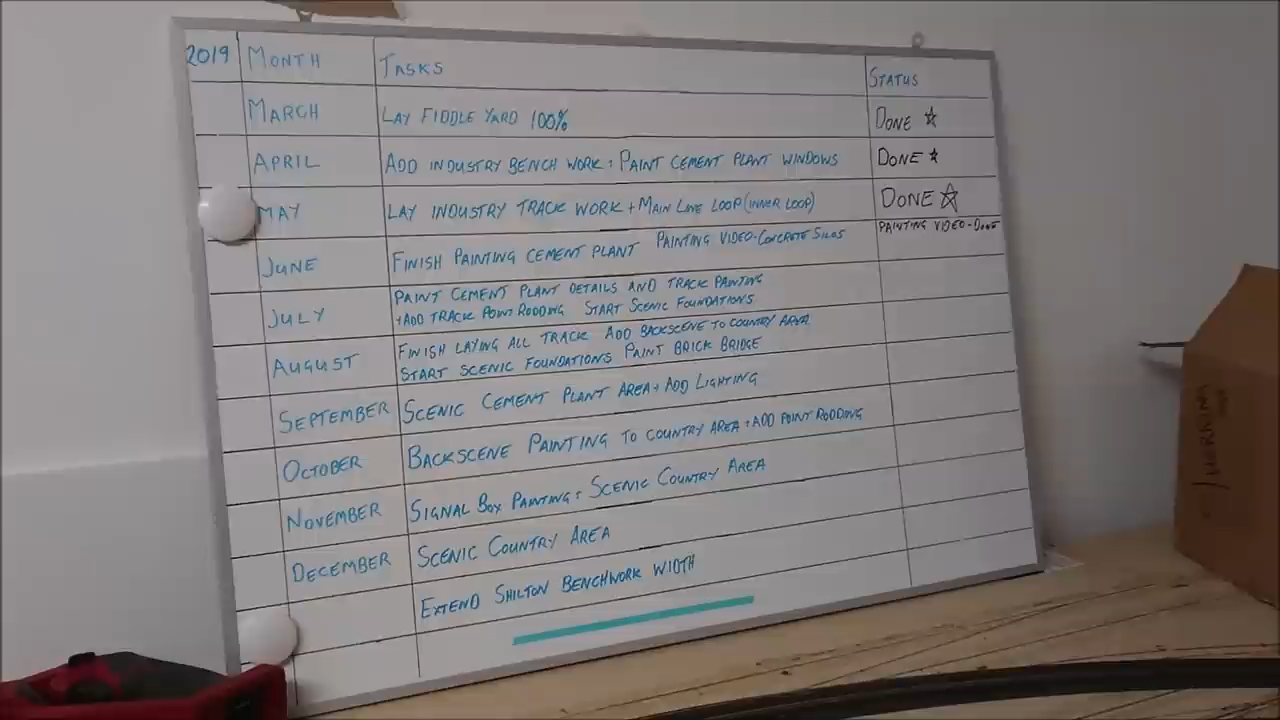 2019 MONTH TASKS STATUS
MARCH LAY FIDDLE YARD 100% DONE ☆
APRIL ADD INDUSTRY BENCH WORK + PAINT CEMENT PLANT WINDOWS DONE ☆
MAY LAY INDUSTRY TRACK WORK + MAIN LINE LOOP (INNER LOOP) DONE ☆
JUNE FINISH PAINTING CEMENT PLANT PAINTING VIDEO-CONCRETE SILOS PAINTING VIDEO-DONE
JULY PAINT CEMENT PLANT DETAILS AND TRACK PAINTING
+ADD TRACK POINT RODDING START SCENIC FOUNDATIONS
AUGUST FINISH LAYING ALL TRACK ADD BACKSCENE TO COUNTRY AREA
START SCENIC FOUNDATIONS PAINT BRICK BRIDGE
SEPTEMBER SCENIC CEMENT PLANT AREA + ADD LIGHTING
OCTOBER BACKSCENE PAINTING TO COUNTRY AREA + ADD POINT RODDING
NOVEMBER SIGNAL BOX PAINTING + SCENIC COUNTRY AREA
DECEMBER SCENIC COUNTRY AREA
EXTEND SHILTON BENCHWORK WIDTH